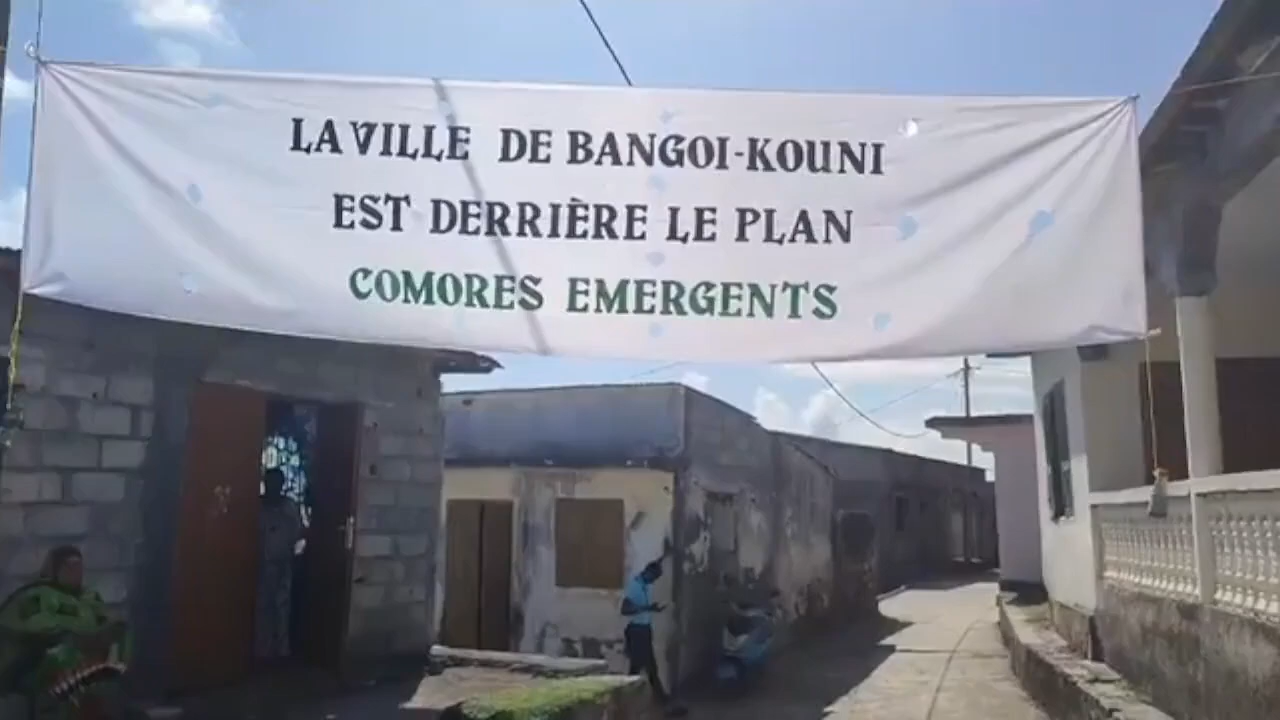 LA VILLE DE BANGOI-KOUNI
EST DERRIÈRE LE PLAN
COMORES EMERGENTS